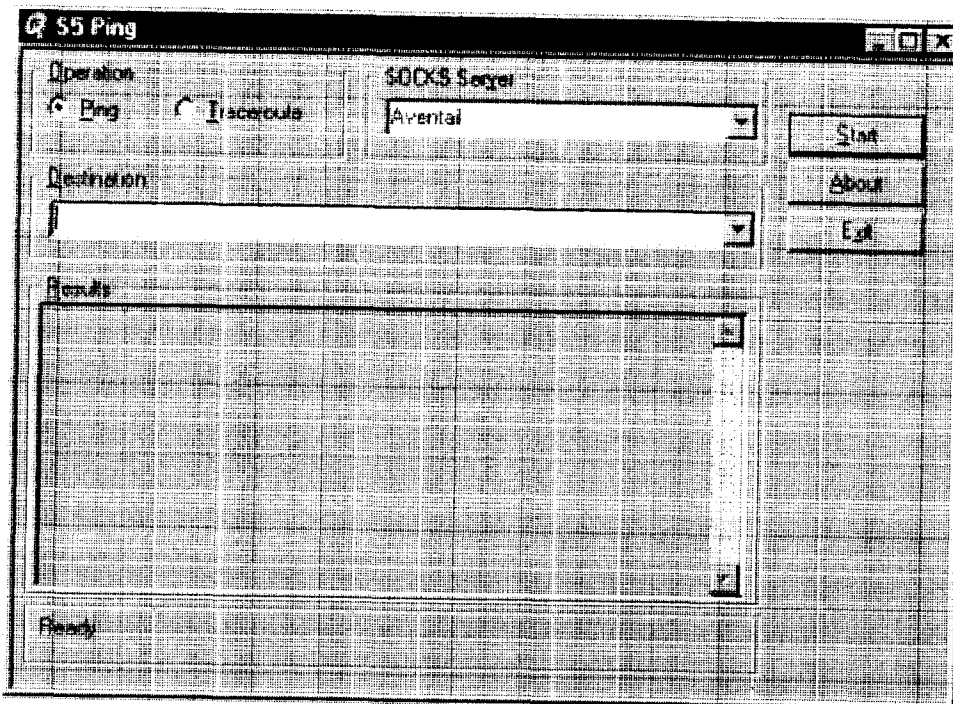 S5 Ping
Operation
Ping
Traceroute
SOCKS Server
Aventail
Start
About
Exit
Destination
Results
Ready